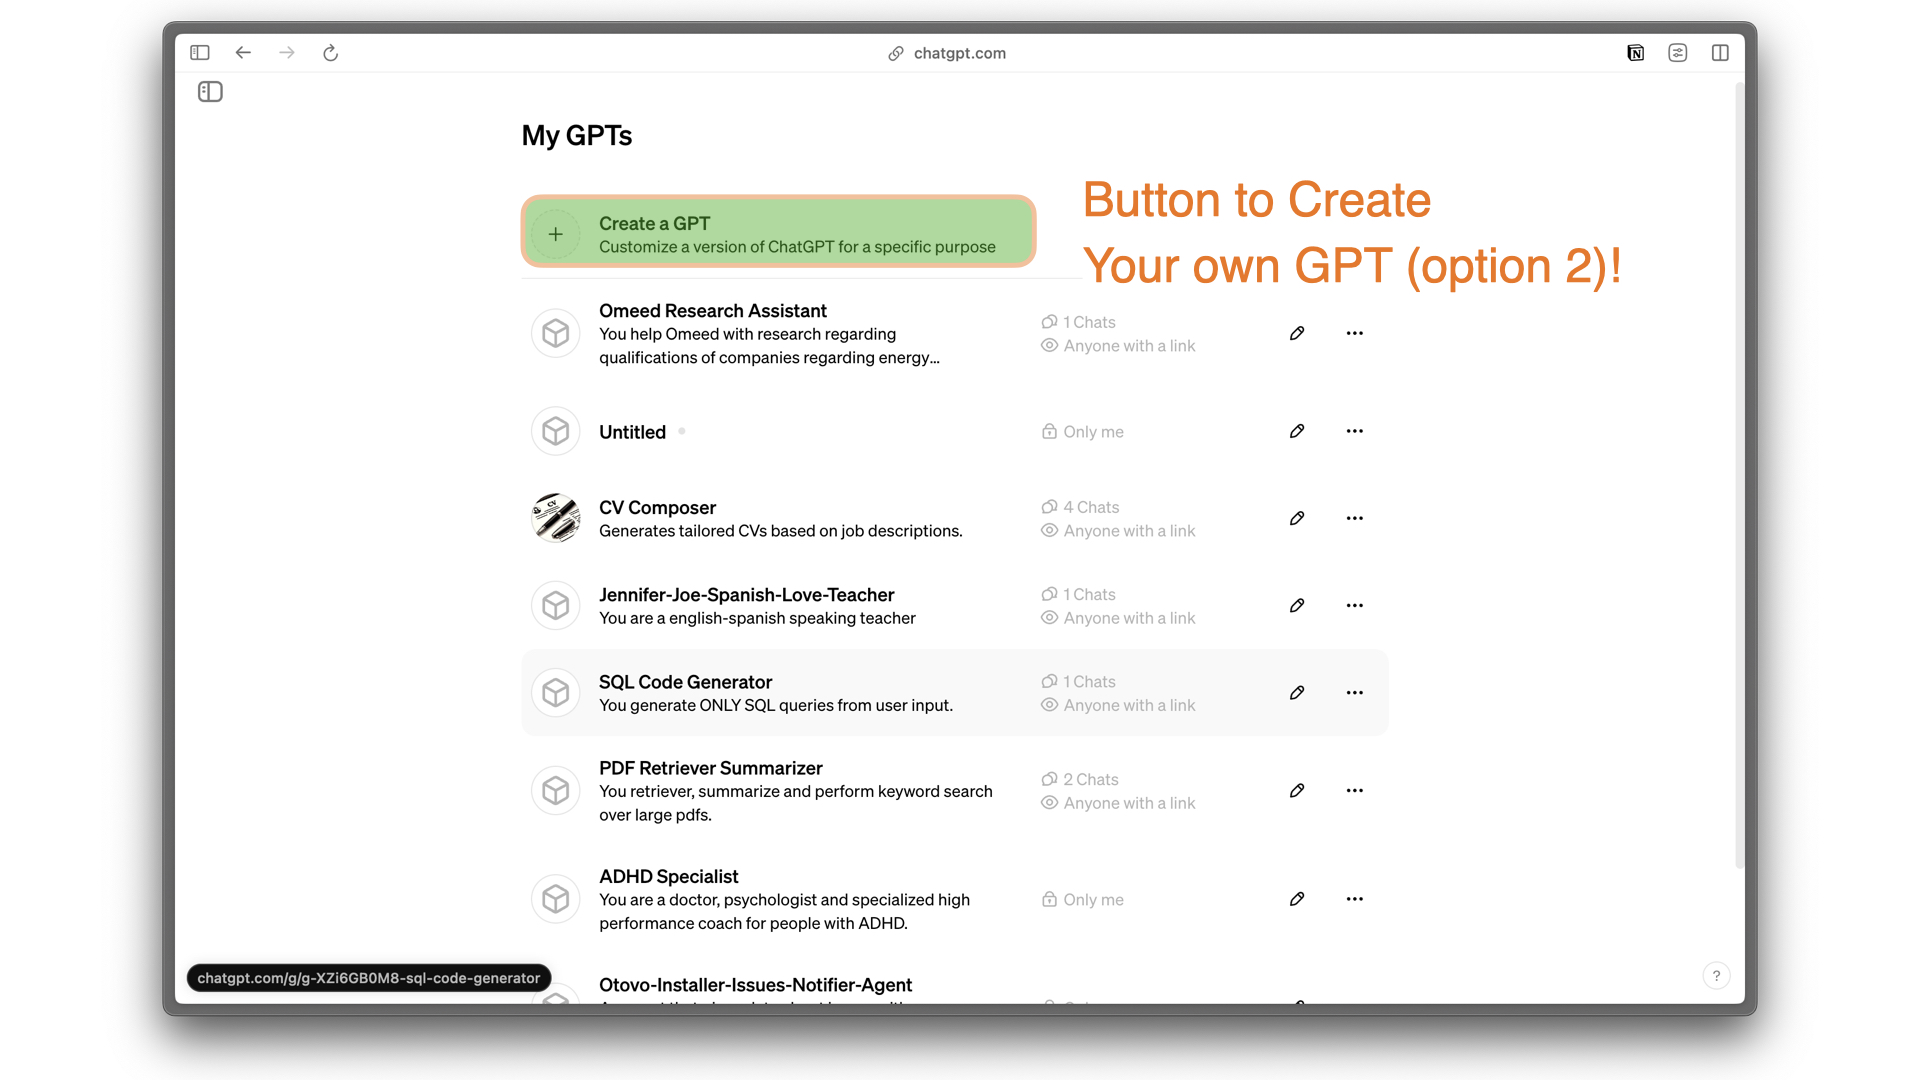 chatgpt.com
My GPTs
Create a GPT
Customize a version of ChatGPT for a specific purpose
Button to Create
Your own GPT (option 2)!
Omeed Research Assistant
You help Omeed with research regarding
qualifications of companies regarding energy...
1 Chats
Anyone with a link
Untitled
Only me
CV Composer
Generates tailored CVs based on job descriptions.
4 Chats
Anyone with a link
Jennifer-Joe-Spanish-Love-Teacher
You are a english-spanish speaking teacher
1 Chats
Anyone with a link
SQL Code Generator
You generate ONLY SQL queries from user input.
1 Chats
Anyone with a link
PDF Retriever Summarizer
You retriever, summarize and perform keyword search
over large pdfs.
2 Chats
Anyone with a link
ADHD Specialist
You are a doctor, psychologist and specialized high
performance coach for people with ADHD.
Only me
Otovo-Installer-Issues-Notifier-Agent
chatgpt.com/g/g-XZi6GB0M8-sql-code-generator
?